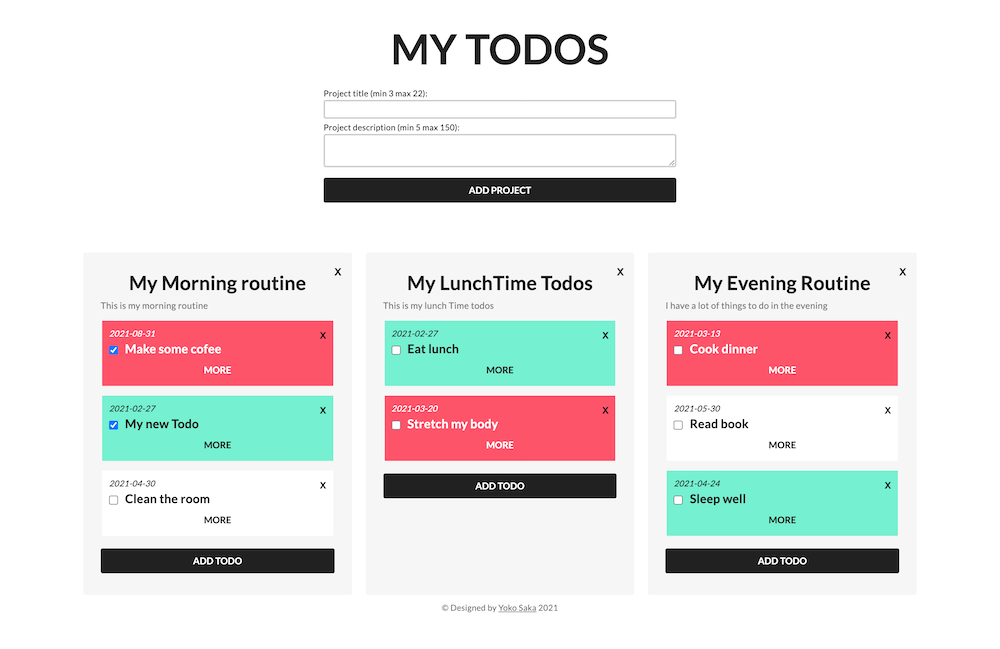 MY TODOS
Project title (min 3 max 22):
Project description (min 5 max 150):
ADD PROJECT
X
My Morning routine
This is my morning routine
2021-08-31 X
Make some cofee
MORE
2021-02-27 X
My new Todo
MORE
2021-04-30 X
Clean the room
MORE
ADD TODO
X
My LunchTime Todos
This is my lunch Time todos
2021-02-27 X
Eat lunch
MORE
2021-03-20 X
Stretch my body
MORE
ADD TODO
X
My Evening Routine
I have a lot of things to do in the evening
2021-03-13 X
Cook dinner
MORE
2021-05-30 X
Read book
MORE
2021-04-24 X
Sleep well
MORE
ADD TODO
© Designed by Yoko Saka 2021